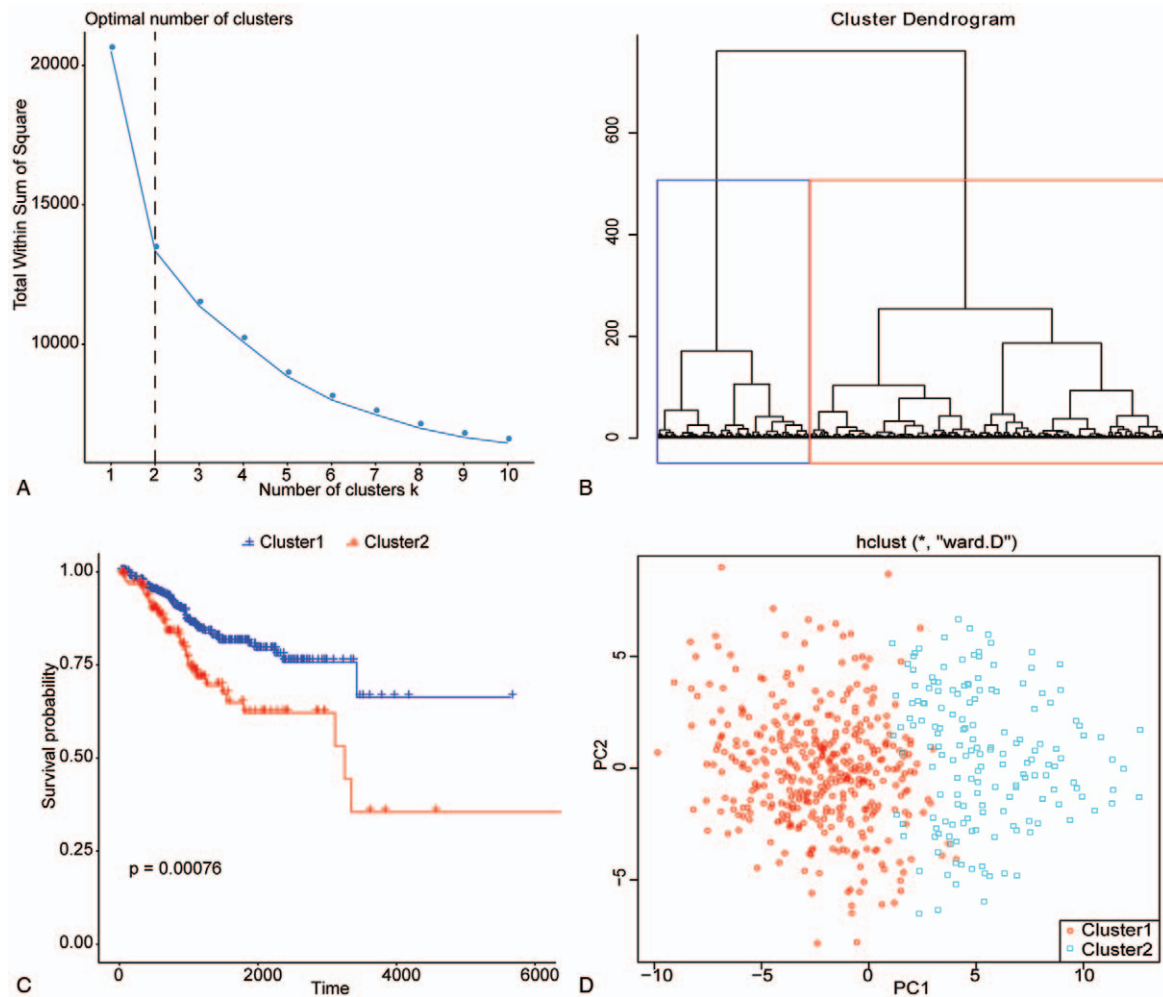 Optimal number of clusters
Total Within Sum of Square
20000
15000
10000
1 2 3 4 5 6 7 8 9 10
Number of clusters k
A
Cluster Dendrogram
600
400
200
0
B
Cluster1 Cluster2
Survival probability
1.00
0.75
0.50
0.25
0.00
p = 0.00076
0 2000 4000 6000
Time
C
hclust (*, "ward.D")
PC2
5
0
−5
Cluster1
Cluster2
−10 −5 0 5 10
PC1
D